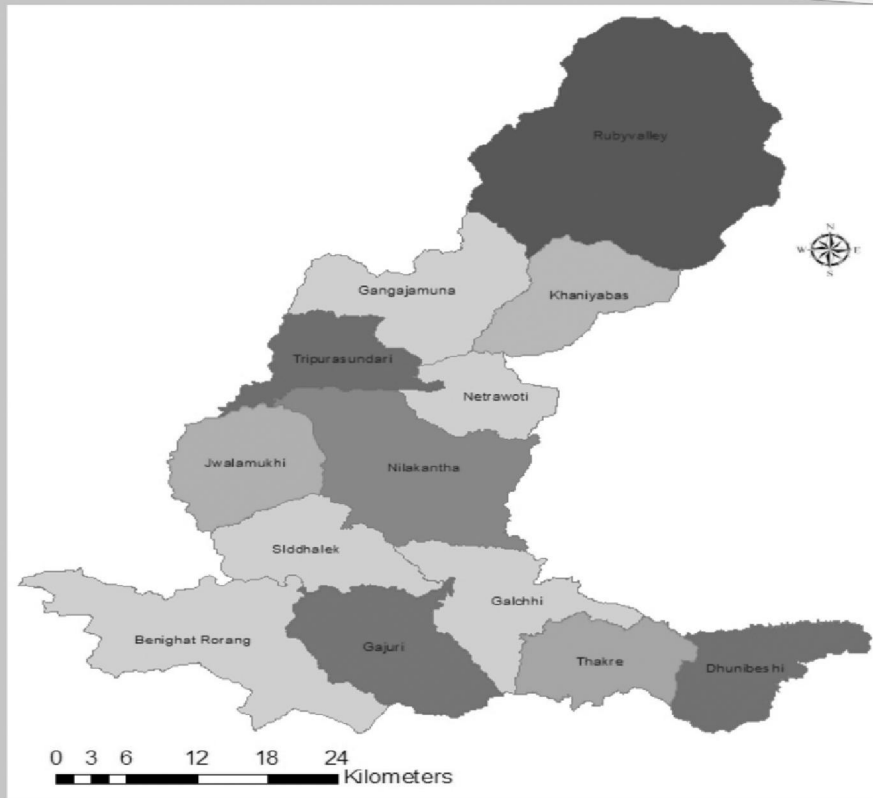 Rubyvalley
N
W E
S
Gangajamuna
Khaniyabas
Tripurasundari
Netrawoti
Jwalamukhi
Nilakantha
SIddhalek
Galchhi
Benighat Rorang
Gajuri
Thakre
Dhunibeshi
0 3 6 12 18 24
Kilometers